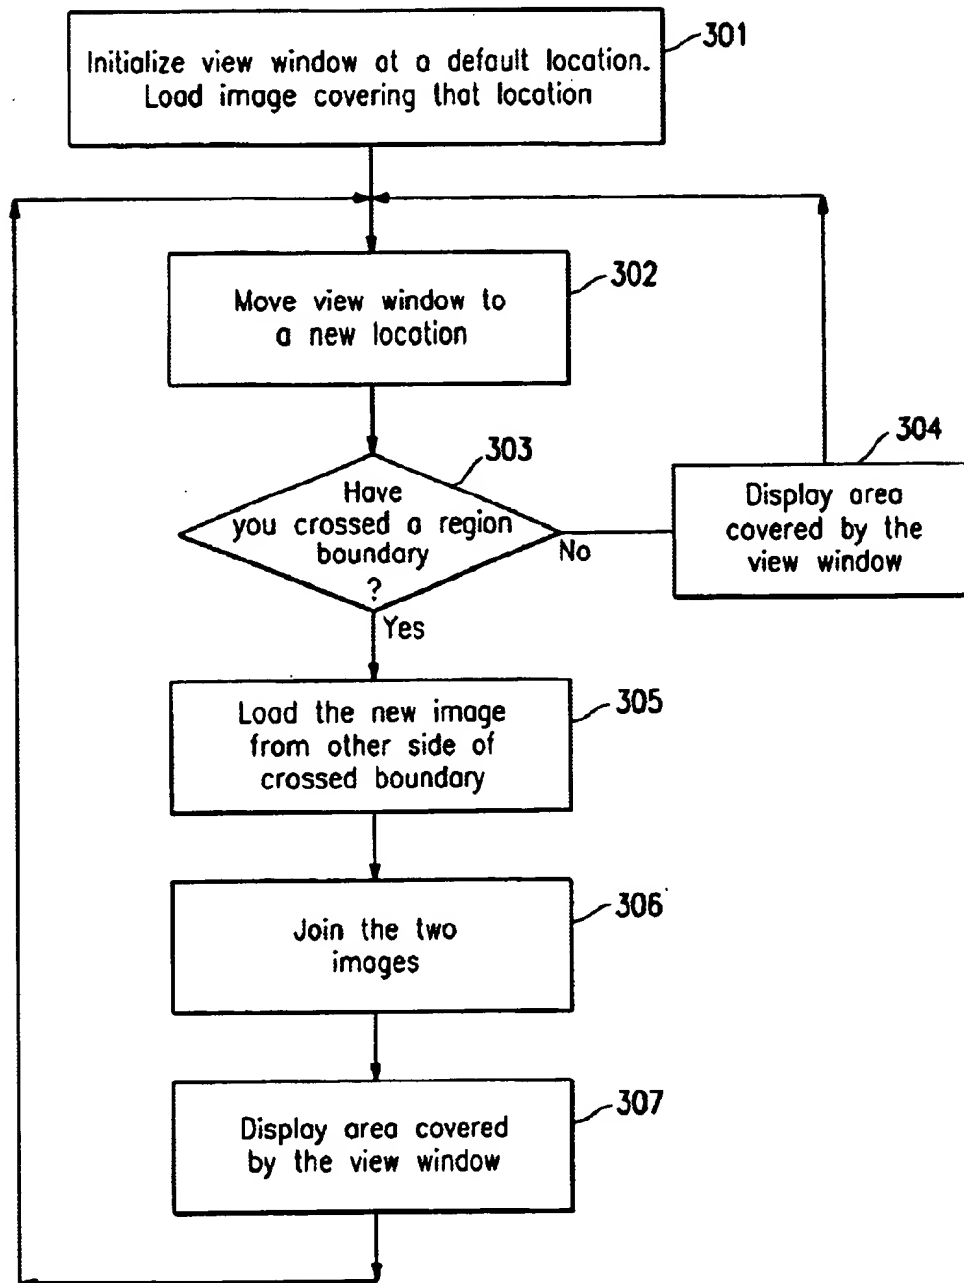 301
Initialize view window at a default location.
Load image covering that location
302
Move view window to
a new location
303
Have
you crossed a region
boundary
?
No
Yes
304
Display area
covered by the
view window
305
Load the new image
from other side of
crossed boundary
306
Join the two
images
307
Display area covered
by the view window